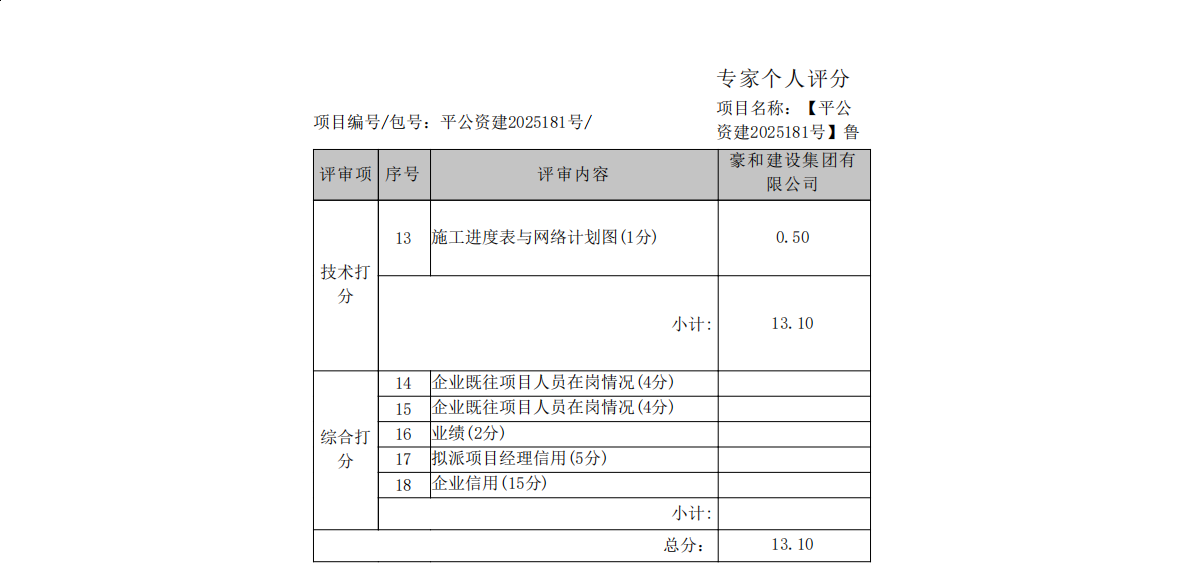 专家个人评分
项目编号/包号：平公资建2025181号/
项目名称：【平公
资建2025181号】鲁
评审项 序号 评审内容 豪和建设集团有
限公司
技术打
分
13 施工进度表与网络计划图(1分) 0.50
小计: 13.10
综合打
分
14 企业既往项目人员在岗情况(4分)
15 企业既往项目人员在岗情况(4分)
16 业绩(2分)
17 拟派项目经理信用(5分)
18 企业信用(15分)
小计:
总分： 13.10